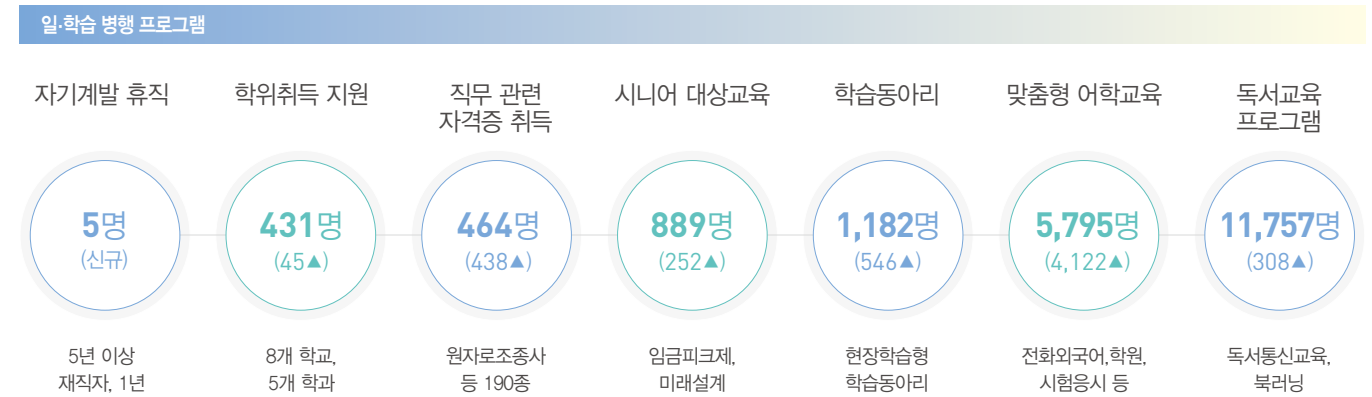 일·학습 병행 프로그램
자기계발 휴직
5명
(신규)
5년 이상
재직자, 1년
학위취득 지원
431명
(45▲)
8개 학교,
5개 학과
직무 관련
자격증 취득
464명
(438▲)
원자로조종사
등 190종
시니어 대상교육
889명
(252▲)
임금피크제,
미래설계
학습동아리
1,182명
(546▲)
현장학습형
학습동아리
맞춤형 어학교육
5,795명
(4,122▲)
전화외국어,학원,
시험응시 등
독서교육
프로그램
11,757명
(308▲)
독서통신교육,
북러닝